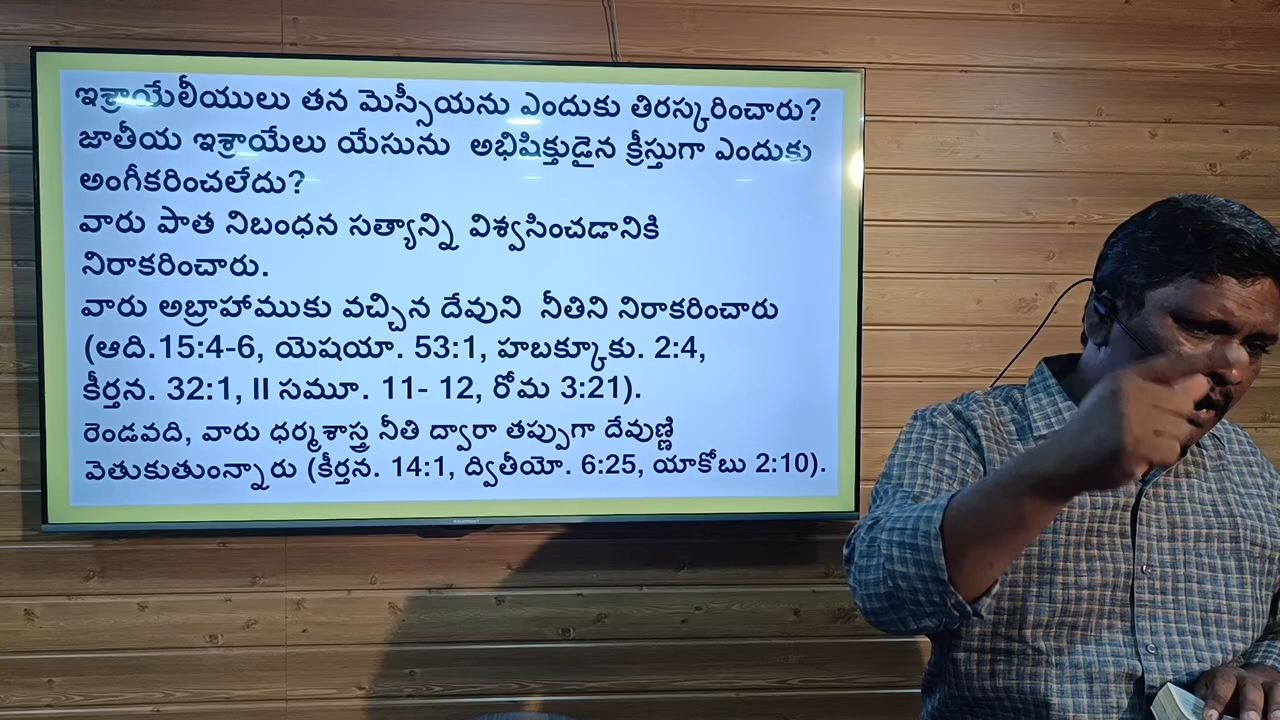 ఇశ్రాయేలీయులు తన మెస్సీయను ఎందుకు తిరస్కరించారు?
జాతీయ ఇశ్రాయేలు యేసును అభిషిక్తుడైన క్రీస్తుగా ఎందుకు
అంగీకరించలేదు?
వారు పాత నిబంధన సత్యాన్ని విశ్వసించడానికి
నిరాకరించారు.
వారు అబ్రాహాముకు వచ్చిన దేవుని నీతిని నిరాకరించారు
(ఆది.15:4-6, యెషయా. 53:1, హబక్కూకు. 2:4,
కీర్తన. 32:1, II సమూ. 11- 12, రోమ 3:21).
రెండవది, వారు ధర్మశాస్త్ర నీతి ద్వారా తప్పుగా దేవుణ్ణి
వెతుకుతుంన్నారు (కీర్తన. 14:1, ద్వితీయో. 6:25, యాకోబు 2:10).